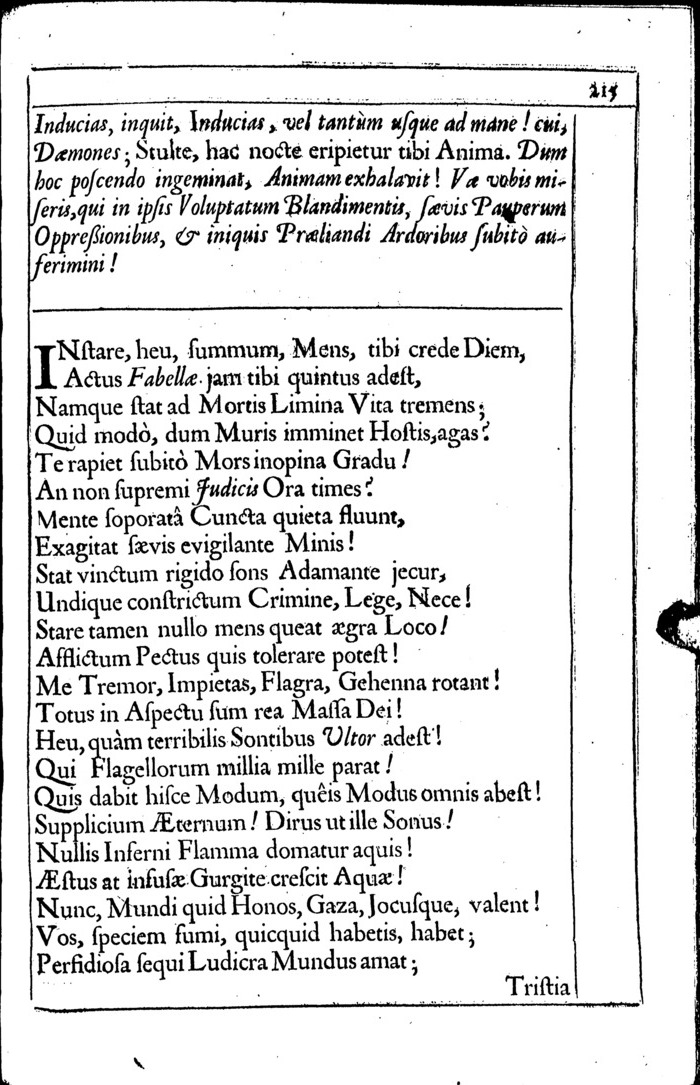 215
Inducias, inquit, Inducias, vel tantùm uſque ad mane! cui,
Dæmones; Stulte, hac nocte eripietur tibi Anima. Dum
hoc poſcendo ingeminat, Animam exhalavit! Væ vobis mi-
ſeris, qui in ipſis Voluptatum Blandimentis, ſævis Pauperum
Oppreßionibus, & iniquis Præliandi Ardoribus ſubitò au-
ferimini!
INſtare, heu, ſummum, Mens, tibi crede Diem,
Actus Fabellæ jam tibi quintus adeſt,
Namque ſtat ad Mortis Limina Vita tremens;
Quid modò, dum Muris imminet Hoſtis, agas?
Te rapiet ſubitò Mors inopina Gradu!
An non ſupremi Judicis Ora times?
Mente ſoporatâ Cuncta quieta fluunt,
Exagitat ſævis evigilante Minis!
Stat vinctum rigido ſons Adamante jecur,
Undique conſtrictum Crimine, Lege, Nece!
Stare tamen nullo mens queat ægra Loco!
Afflictum Pectus quis tolerare poteſt!
Me Tremor, Impietas, Flagra, Gehenna rotant!
Totus in Aſpectu ſum rea Maſſa Dei!
Heu, quàm terribilis Sontibus Ultor adeſt!
Qui Flagellorum millia mille parat!
Quis dabit hiſce Modum, quêis Modus omnis abeſt!
Supplicium Æternum! Dirus ut ille Sonus!
Nullis Inferni Flamma domatur aquis!
Æſtus at infuſæ Gurgite creſcit Aquæ!
Nunc, Mundi quid Honos, Gaza, Jocuſque, valent!
Vos, ſpeciem fumi, quicquid habetis, habet;
Perfidioſa ſequi Ludicra Mundus amat;
Triſtia